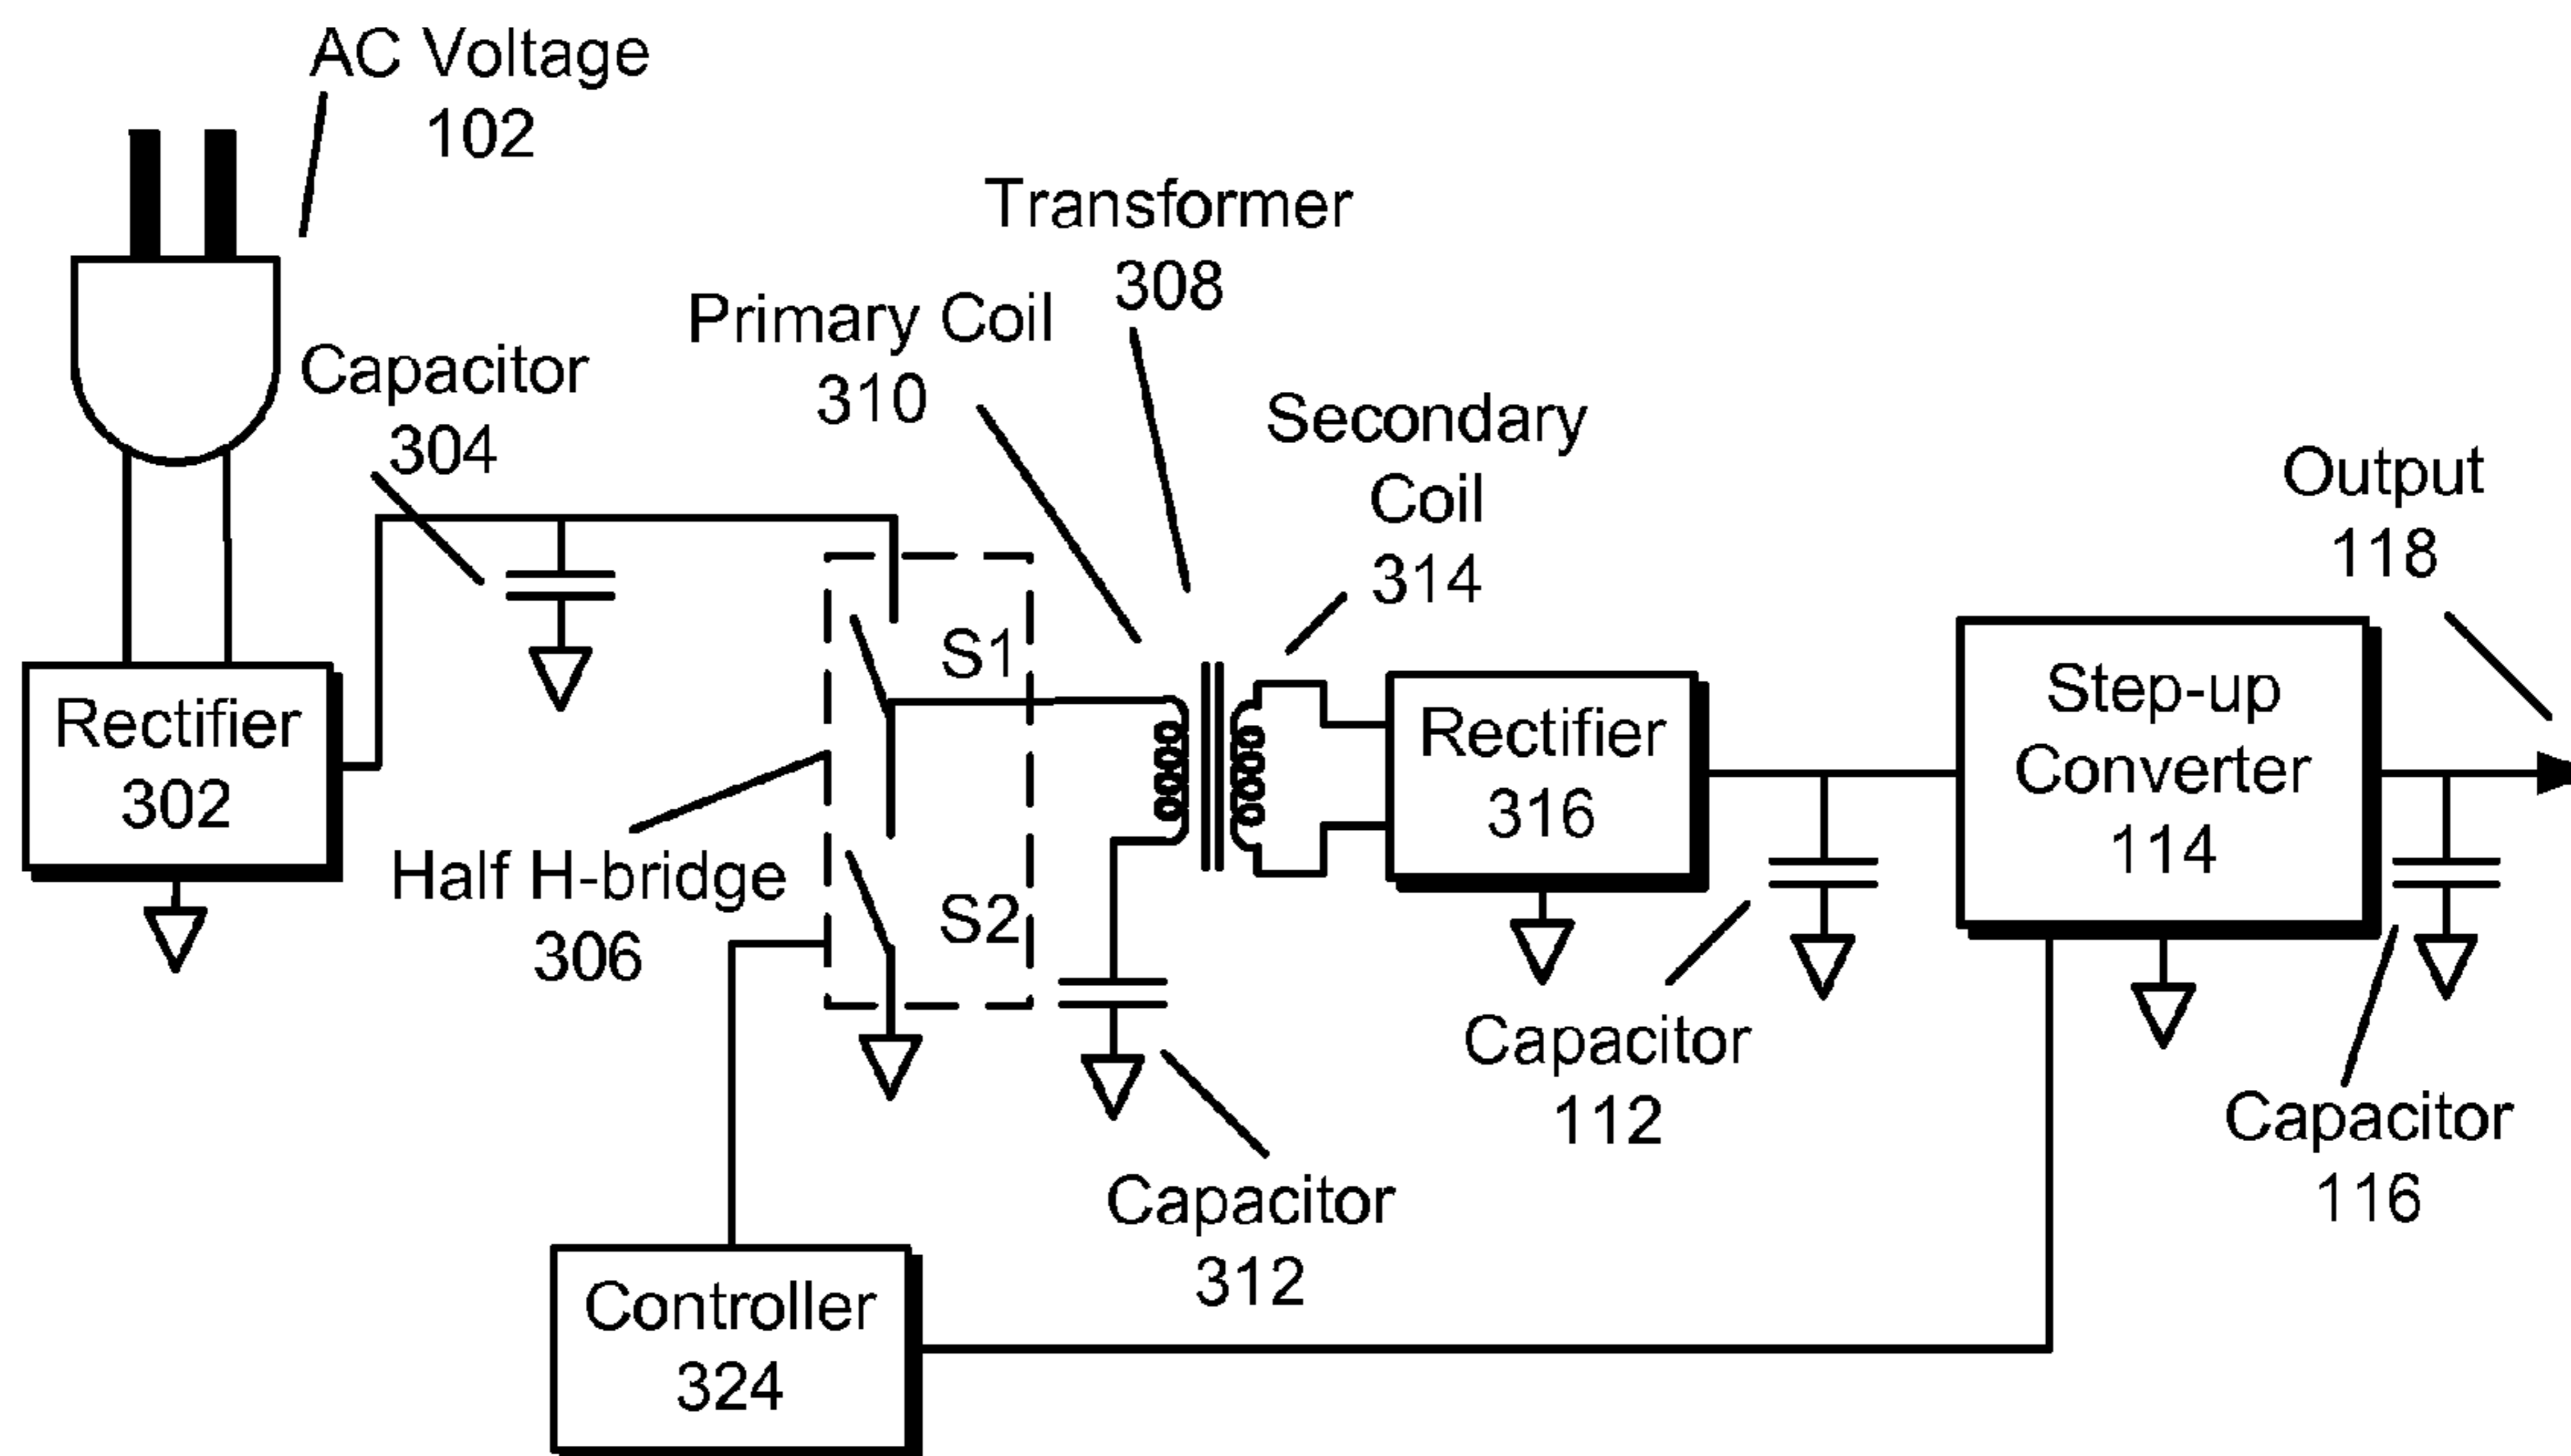 AC Voltage
102
Transformer
308
Primary Coil
310
Capacitor
304
Secondary
Coil
314
Output
118
S1
Rectifier
302
Rectifier
316
Step-up
Converter
114
Half H-bridge
306
S2
Capacitor
112
Capacitor
116
Capacitor
312
Controller
324